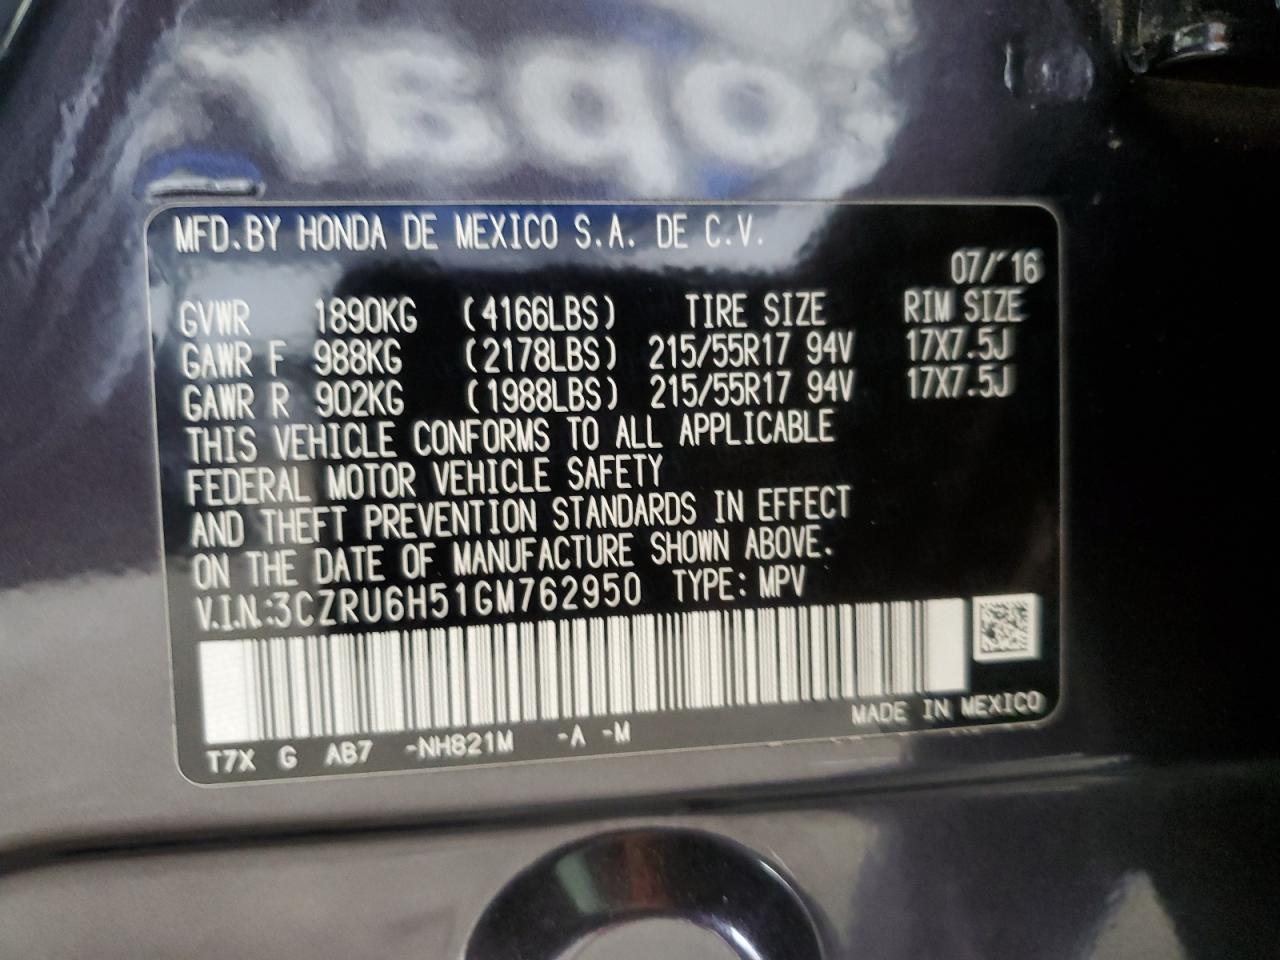 MFD.BY HONDA DE MEXICO S.A. DE C.V.
07/'16
GVWR 1890KG (4166LBS) TIRE SIZE RIM SIZE
GAWR F 988KG (2178LBS) 215/55R17 94V 17X7.5J
GAWR R 902KG (1988LBS) 215/55R17 94V 17X7.5J
THIS VEHICLE CONFORMS TO ALL APPLICABLE
FEDERAL MOTOR VEHICLE SAFETY
AND THEFT PREVENTION STANDARDS IN EFFECT
ON THE DATE OF MANUFACTURE SHOWN ABOVE.
V.I.N.:3CZRU6H51GM762950 TYPE: MPV
MADE IN MEXICO
T7X G AB7 -NH821M -A -M